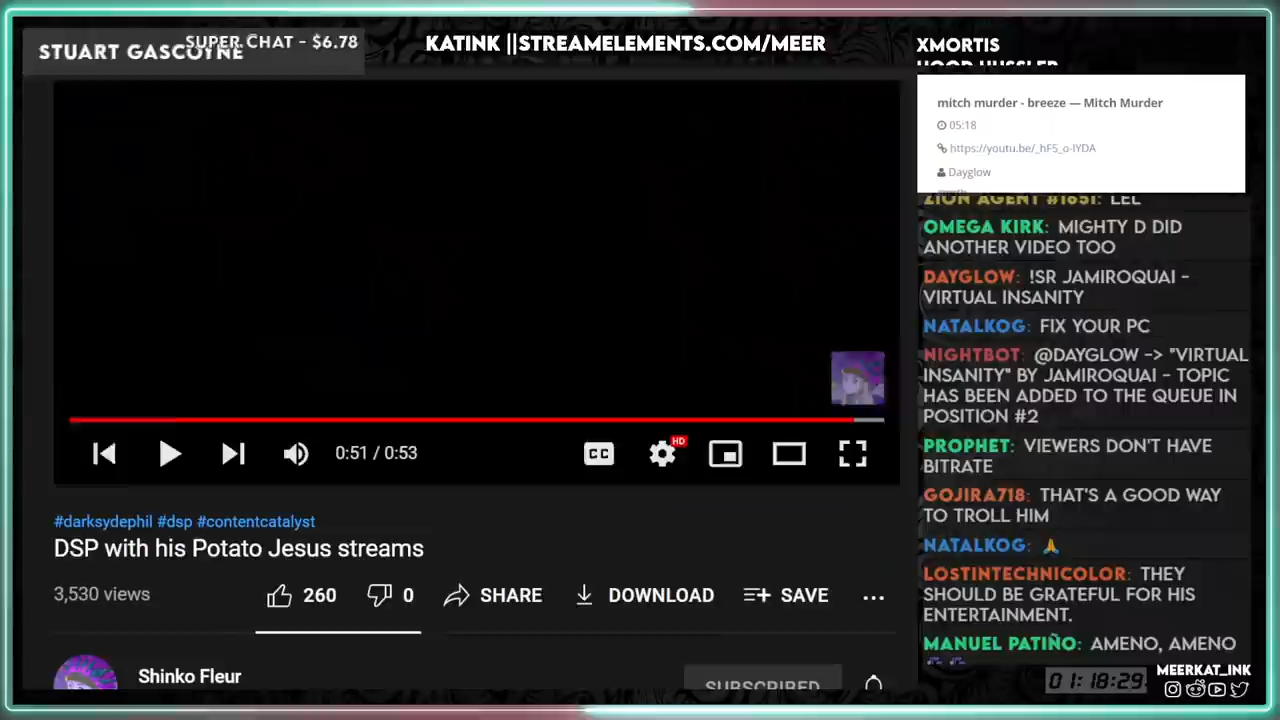 STUART GASCOYNE
SUPER CHAT - $6.78
KATINK ||STREAMELEMENTS.COM/MEER
XMORTIS
HOOD HUSSLER
mitch murder - breeze — Mitch Murder
05:18
https://youtu.be/_hF5_o-IYDA
Dayglow
ZION AGENT #1651: LEL
OMEGA KIRK: MIGHTY D DID
ANOTHER VIDEO TOO
DAYGLOW: !SR JAMIROQUAI -
VIRTUAL INSANITY
NATALKOG: FIX YOUR PC
NIGHTBOT: @DAYGLOW -> "VIRTUAL
INSANITY" BY JAMIROQUAI - TOPIC
HAS BEEN ADDED TO THE QUEUE IN
POSITION #2
PROPHET: VIEWERS DON'T HAVE
BITRATE
GOJIRA718: THAT'S A GOOD WAY
TO TROLL HIM
NATALKOG: 🙏
LOSTINTECHNICOLOR: THEY
SHOULD BE GRATEFUL FOR HIS
ENTERTAINMENT.
MANUEL PATIÑO: AMENO, AMENO
0:51 / 0:53
CC
HD
#darksydephil #dsp #contentcatalyst
DSP with his Potato Jesus streams
3,530 views
260
0
SHARE
DOWNLOAD
SAVE
Shinko Fleur
SUBSCRIBED
01:18:29
MEERKAT_INK